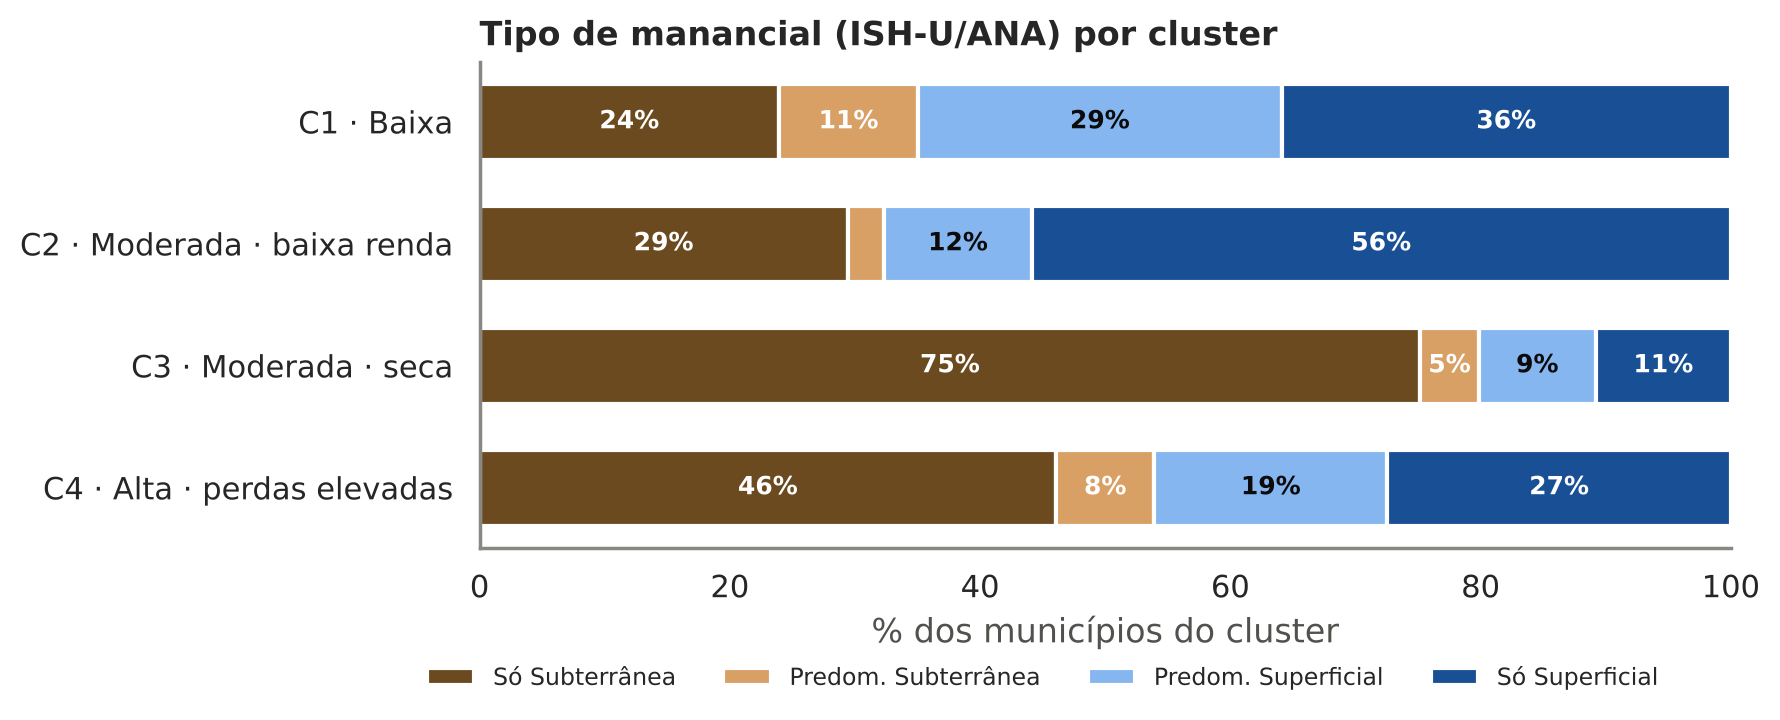 Tipo de manancial (ISH-U/ANA) por cluster
C1 · Baixa
24% 11% 29% 36%
C2 · Moderada · baixa renda
29% 12% 56%
C3 · Moderada · seca
75% 5% 9% 11%
C4 · Alta · perdas elevadas
46% 8% 19% 27%
0 20 40 60 80 100
% dos municípios do cluster
Só Subterrânea Predom. Subterrânea Predom. Superficial Só Superficial